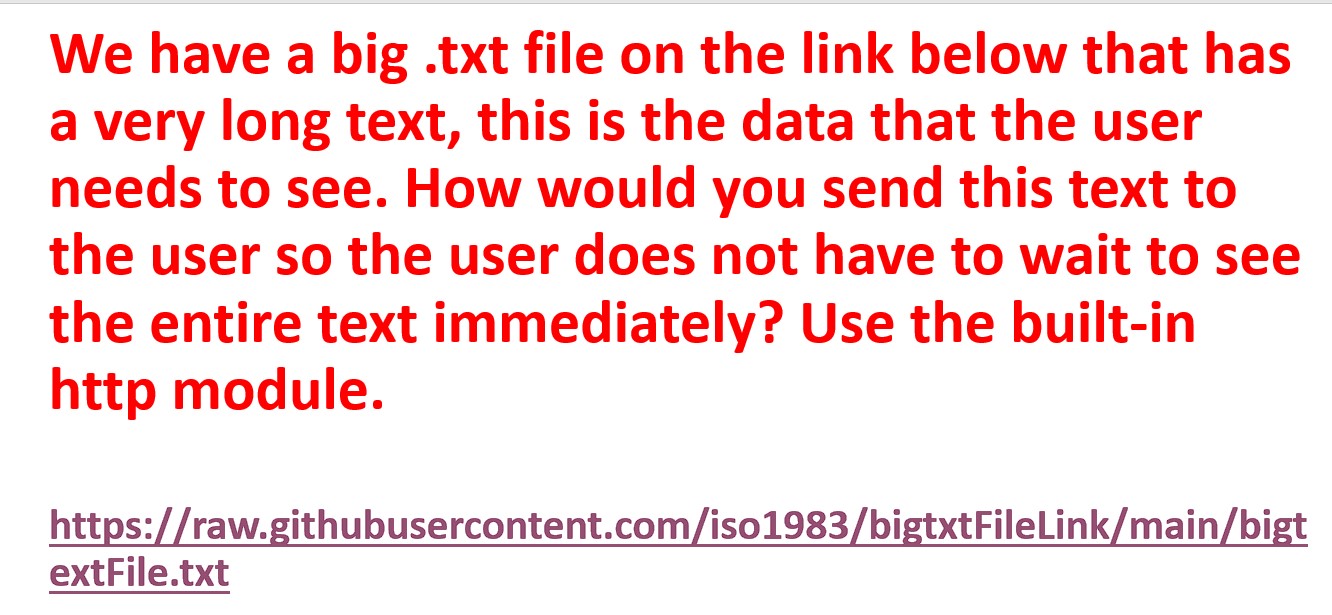 We have a big .txt file on the link below that has
a very long text, this is the data that the user
needs to see. How would you send this text to
the user so the user does not have to wait to see
the entire text immediately? Use the built-in
http module.
https://raw.githubusercontent.com/iso1983/bigtxtFileLink/main/bigt
extFile.txt